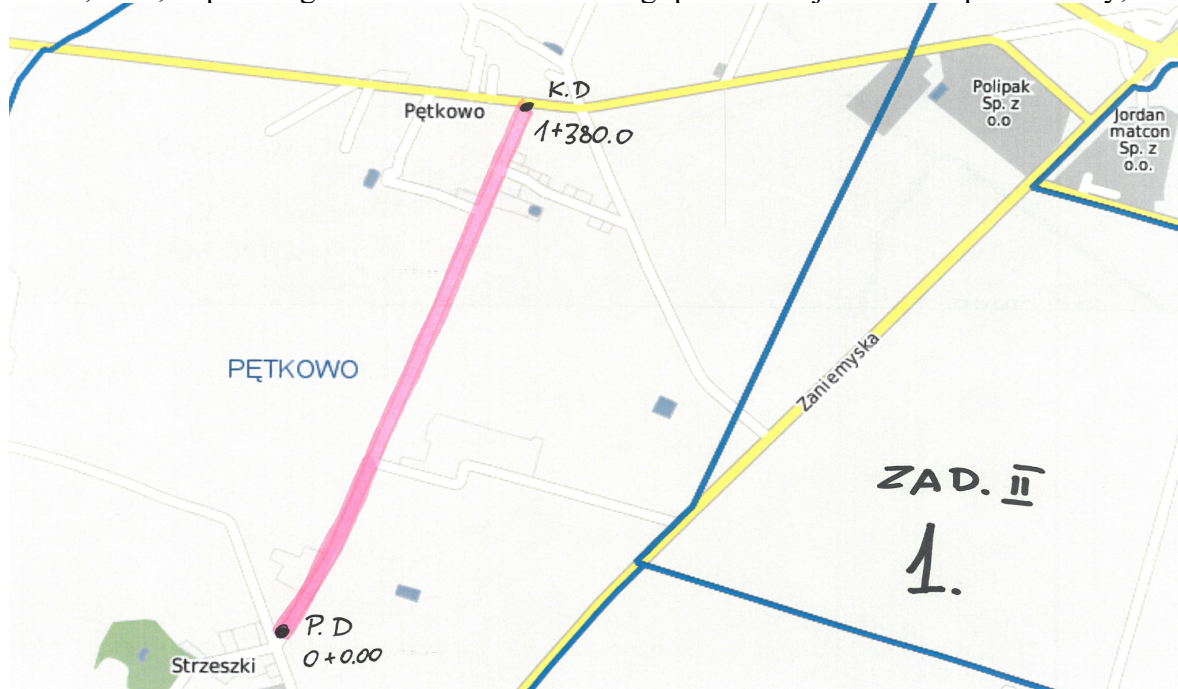 K.D
1+380.0
Pętkowo
Polipak
Sp. z
o.o
Jordan
matcon
Sp. z
o.o.
Zaniemyska
PĘTKOWO
ZAD. II
1.
P. D
0+0.00
Strzeszki